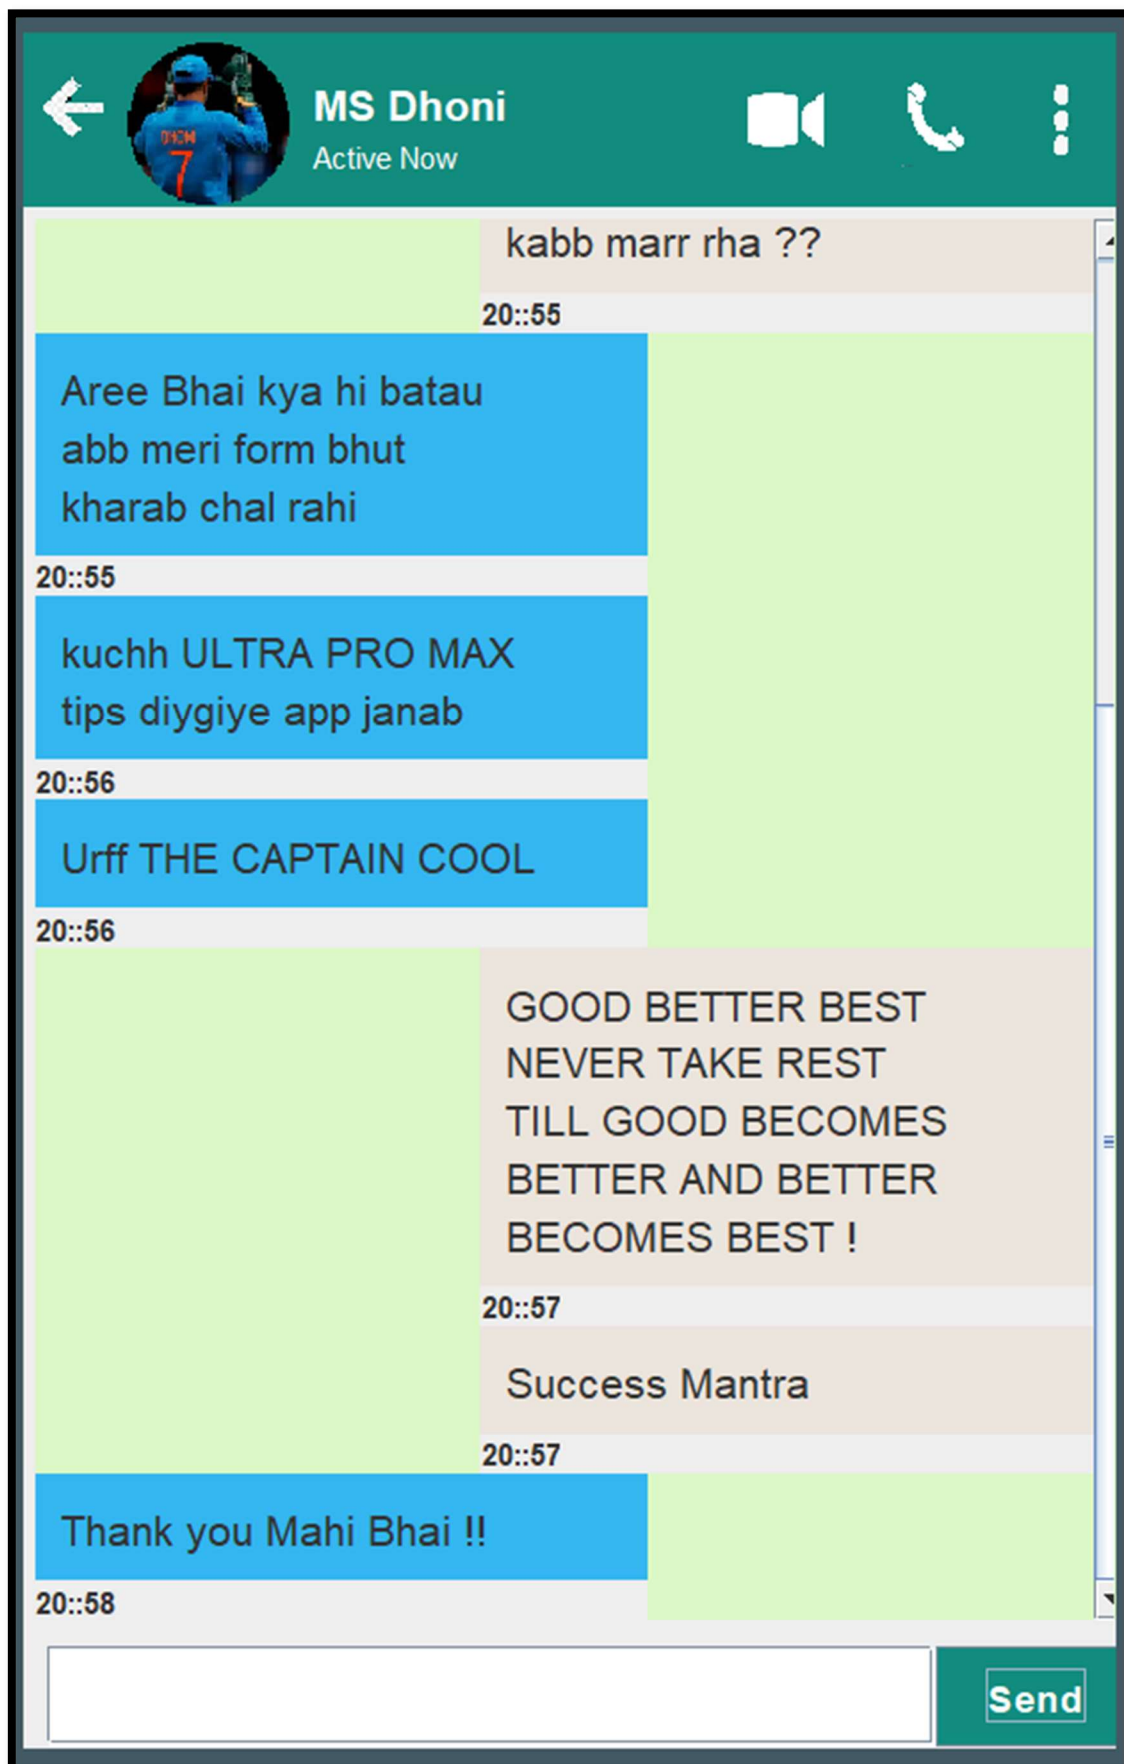 MS Dhoni
Active Now
DHONI
7
kabb marr rha ??
20::55
Aree Bhai kya hi batau
abb meri form bhut
kharab chal rahi
20::55
kuchh ULTRA PRO MAX
tips diygiye app janab
20::56
Urff THE CAPTAIN COOL
20::56
GOOD BETTER BEST
NEVER TAKE REST
TILL GOOD BECOMES
BETTER AND BETTER
BECOMES BEST !
20::57
Success Mantra
20::57
Thank you Mahi Bhai !!
20::58
Send